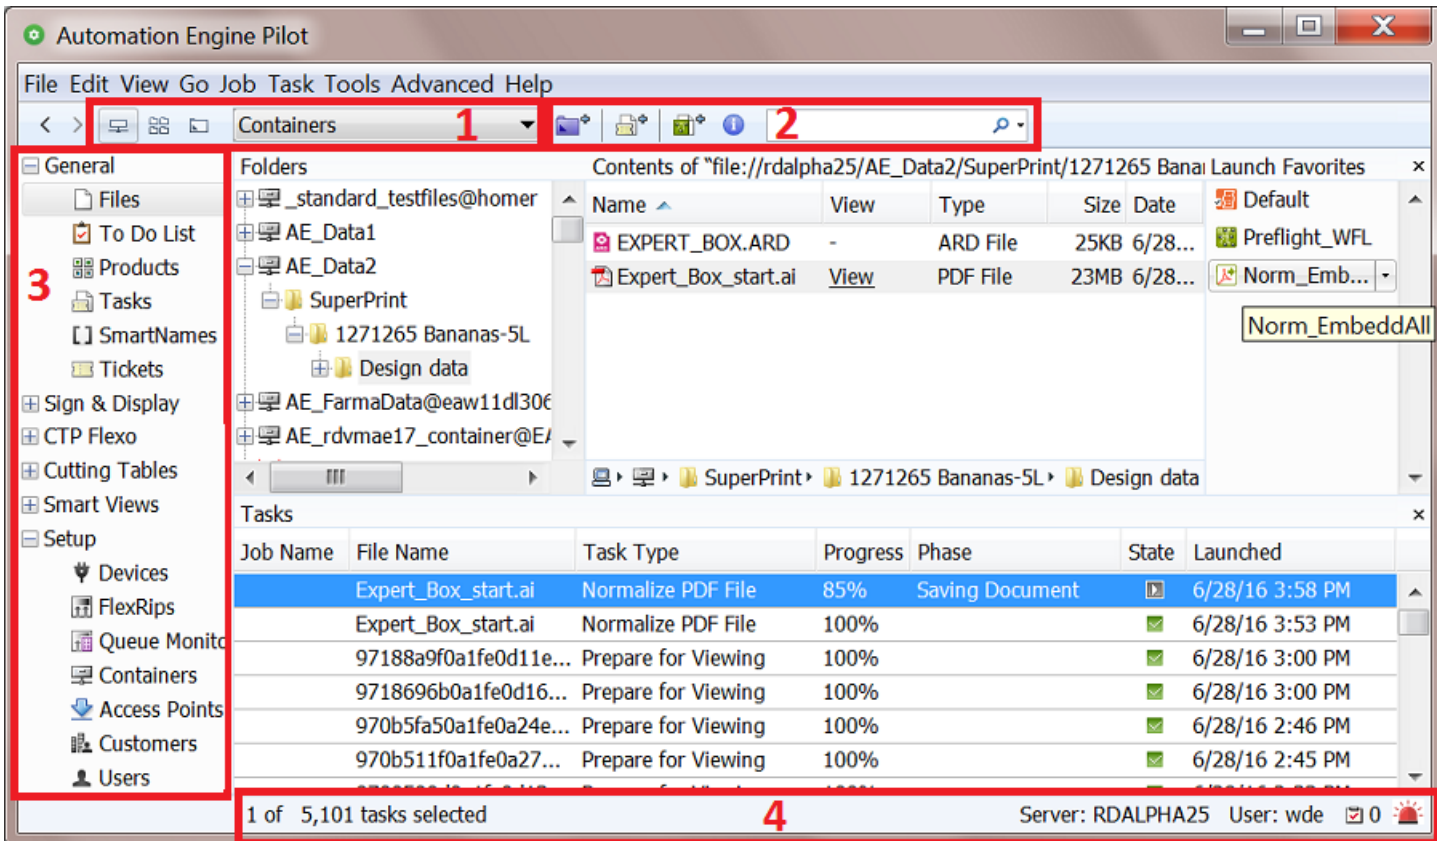 Automation Engine Pilot
File Edit View Go Job Task Tools Advanced Help
Containers 1 2
General
Files
To Do List
Products
3
Tasks
SmartNames
Tickets
Sign & Display
CTP Flexo
Cutting Tables
Smart Views
Setup
Devices
FlexRips
Queue Monito
Containers
Access Points
Customers
Users
Folders
_standard_testfiles@homer
AE_Data1
AE_Data2
SuperPrint
1271265 Bananas-5L
Design data
AE_FarmaData@eaw11dl306
AE_rdvmae17_container@EA
Contents of "file://rdalpha25/AE_Data2/SuperPrint/1271265 Banai
Name View Type Size Date
EXPERT_BOX.ARD - ARD File 25KB 6/28...
Expert_Box_start.ai View PDF File 23MB 6/28...
SuperPrint 1271265 Bananas-5L Design data
Launch Favorites
Default
Preflight_WFL
Norm_Emb...
Norm_EmbeddAll
Tasks
Job Name File Name Task Type Progress Phase State Launched
Expert_Box_start.ai Normalize PDF File 85% Saving Document 6/28/16 3:58 PM
Expert_Box_start.ai Normalize PDF File 100% 6/28/16 3:53 PM
97188a9f0a1fe0d11e... Prepare for Viewing 100% 6/28/16 3:00 PM
9718696b0a1fe0d16... Prepare for Viewing 100% 6/28/16 3:00 PM
970b5fa50a1fe0a24e... Prepare for Viewing 100% 6/28/16 2:46 PM
970b511f0a1fe0a27... Prepare for Viewing 100% 6/28/16 2:45 PM
1 of 5,101 tasks selected 4 Server: RDALPHA25 User: wde 0